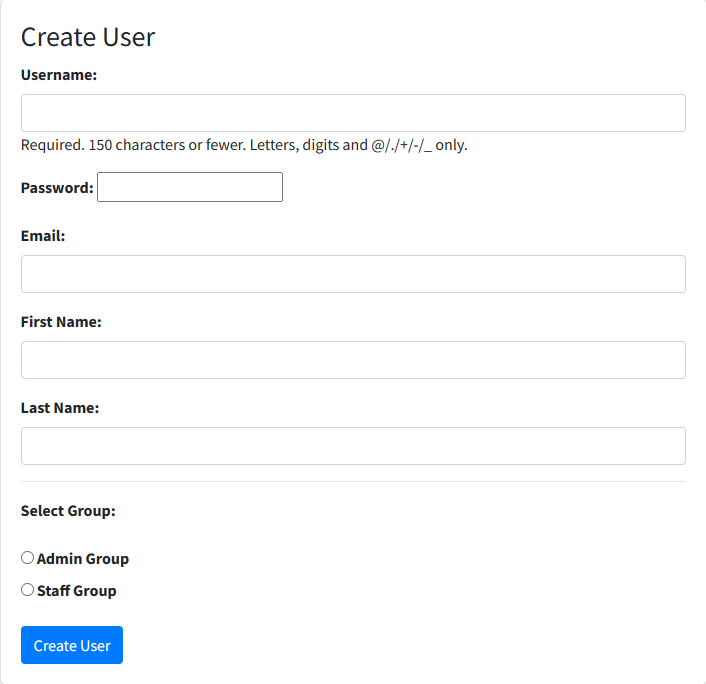 Create User
Username:
Required. 150 characters or fewer. Letters, digits and @/./+/-/_ only.
Password:
Email:
First Name:
Last Name:
Select Group:
Admin Group
Staff Group
Create User